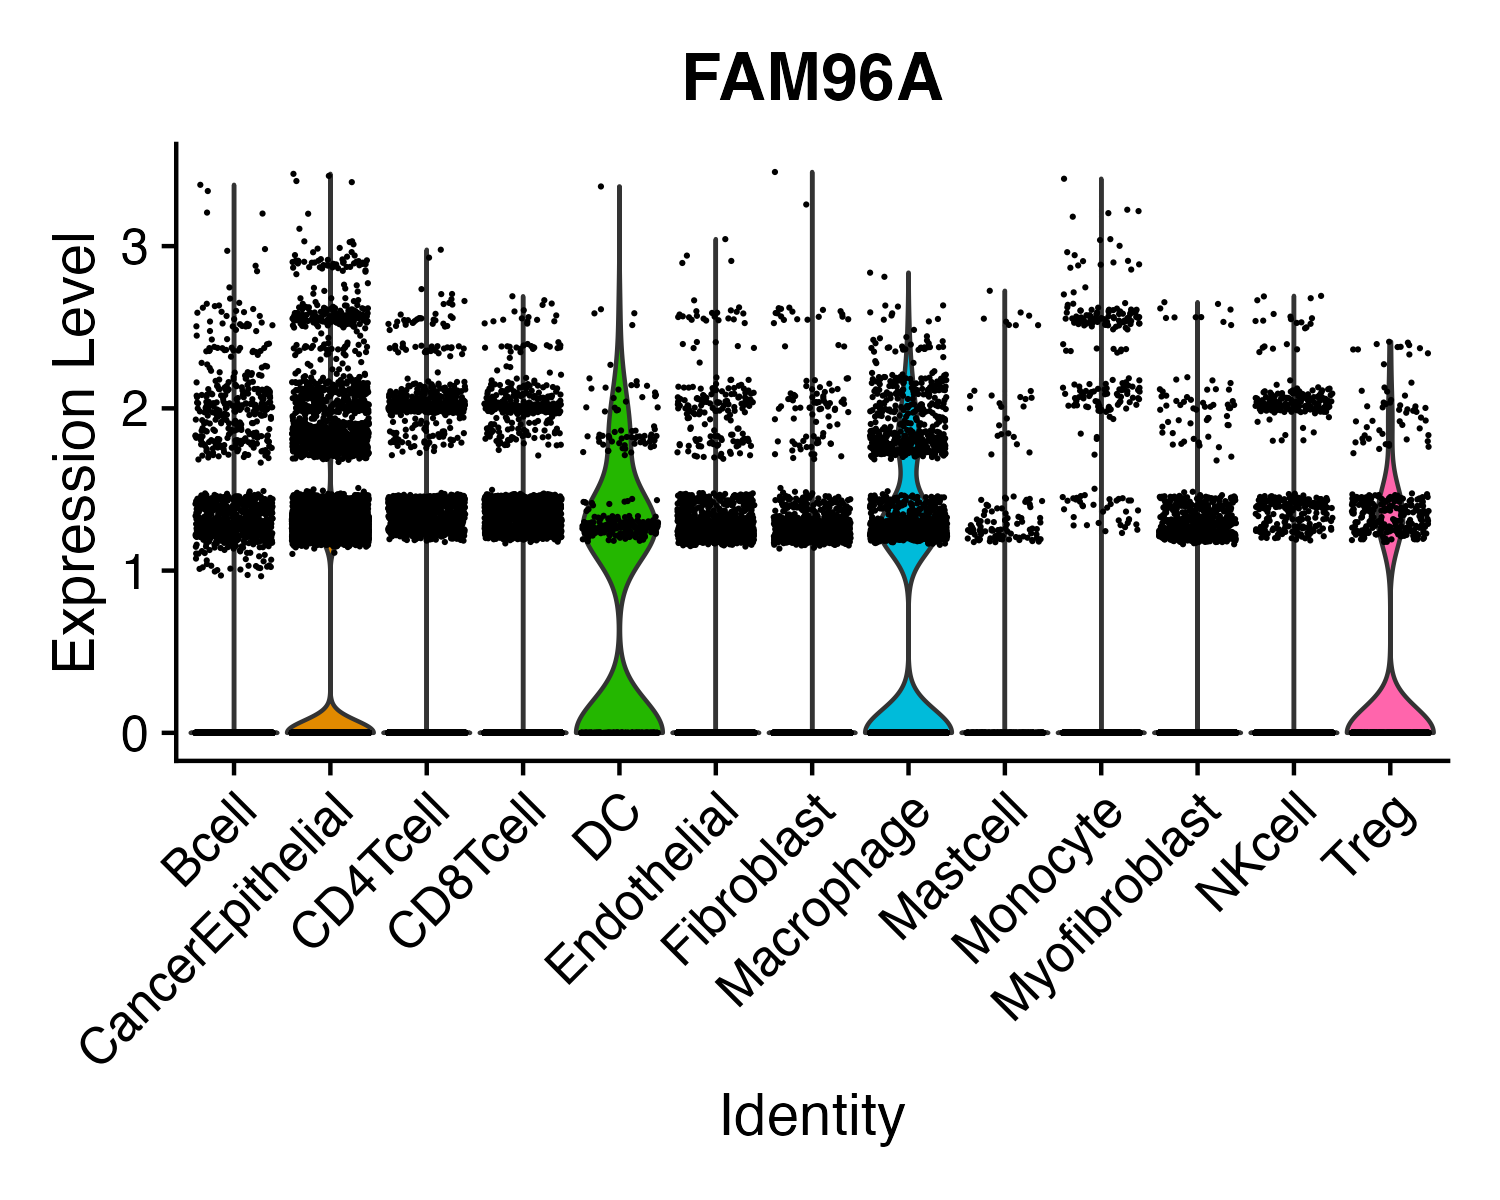 FAM96A
Expression Level
3
2
1
0
Bcell
CancerEpithelial
CD4Tcell
CD8Tcell
DC
Endothelial
Fibroblast
Macrophage
Mastcell
Monocyte
Myofibroblast
NKcell
Treg
Identity